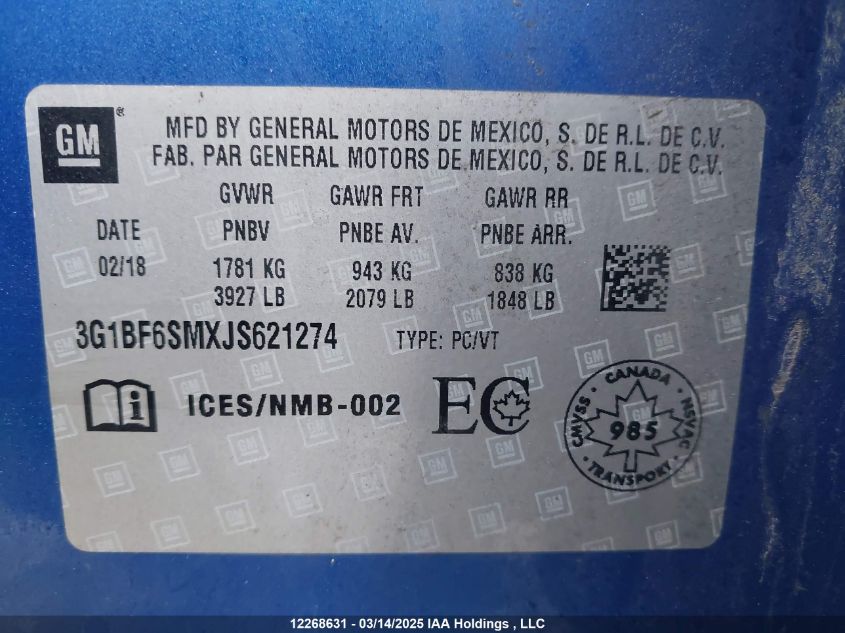 GM ®
MFD BY GENERAL MOTORS DE MEXICO, S. DE R.L. DE C.V.
FAB. PAR GENERAL MOTORS DE MEXICO, S. DE R.L. DE C.V.
GVWR GAWR FRT GAWR RR
DATE PNBV PNBE AV. PNBE ARR.
02/18 1781 KG 943 KG 838 KG
3927 LB 2079 LB 1848 LB
3G1BF6SMXJS621274 TYPE: PC/VT
i ICES/NMB-002 EC
CMVSS · CANADA · NSVAC · TRANSPORT ·
985
12268631 - 03/14/2025 IAA Holdings , LLC